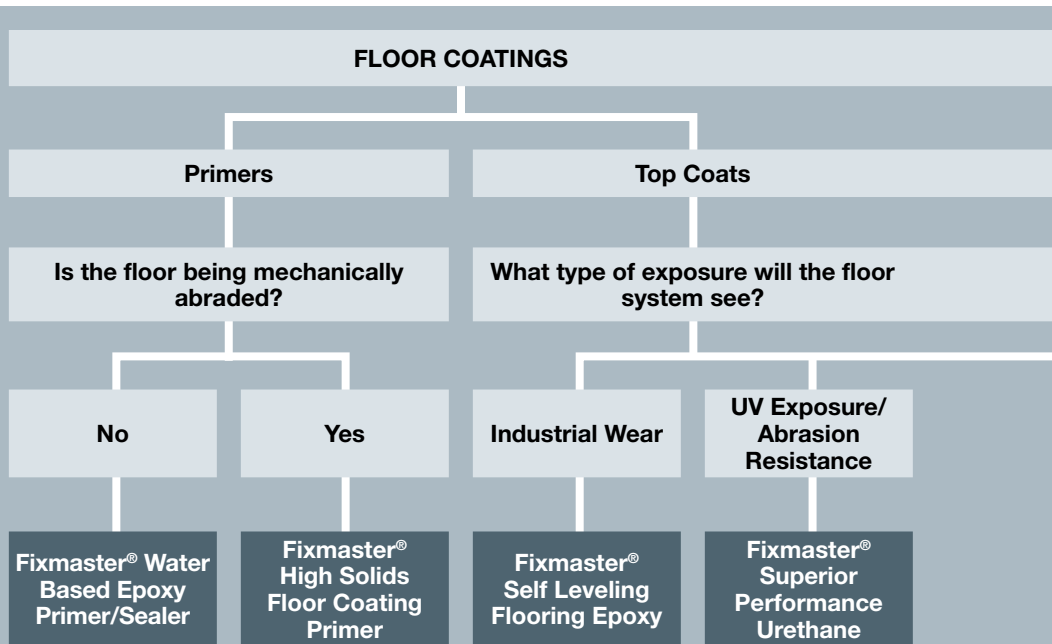 FLOOR COATINGS
Primers
Top Coats
Is the floor being mechanically
abraded?
What type of exposure will the floor
system see?
No
Yes
Industrial Wear
UV Exposure/
Abrasion
Resistance
Fixmaster® Water
Based Epoxy
Primer/Sealer
Fixmaster®
High Solids
Floor Coating
Primer
Fixmaster®
Self Leveling
Flooring Epoxy
Fixmaster®
Superior
Performance
Urethane